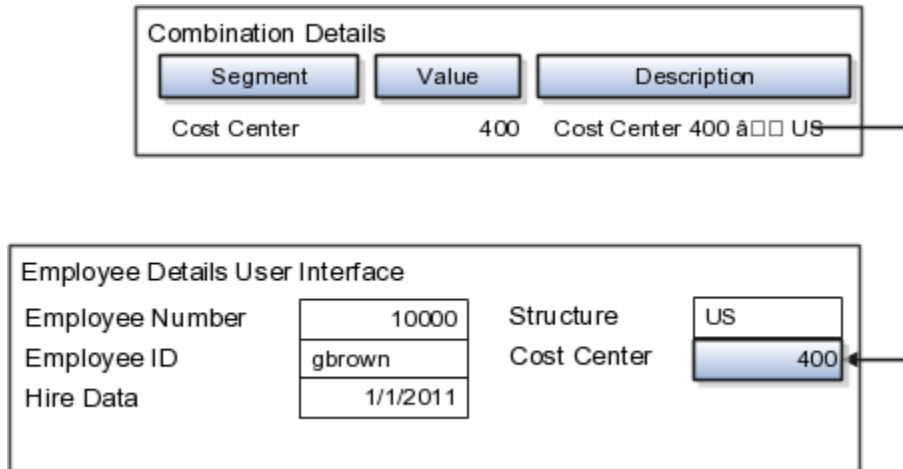 Combination Details
Segment Value Description
Cost Center 400 Cost Center 400 â□□ US
Employee Details User Interface
Employee Number 10000 Structure US
Employee ID gbrown Cost Center 400
Hire Data 1/1/2011